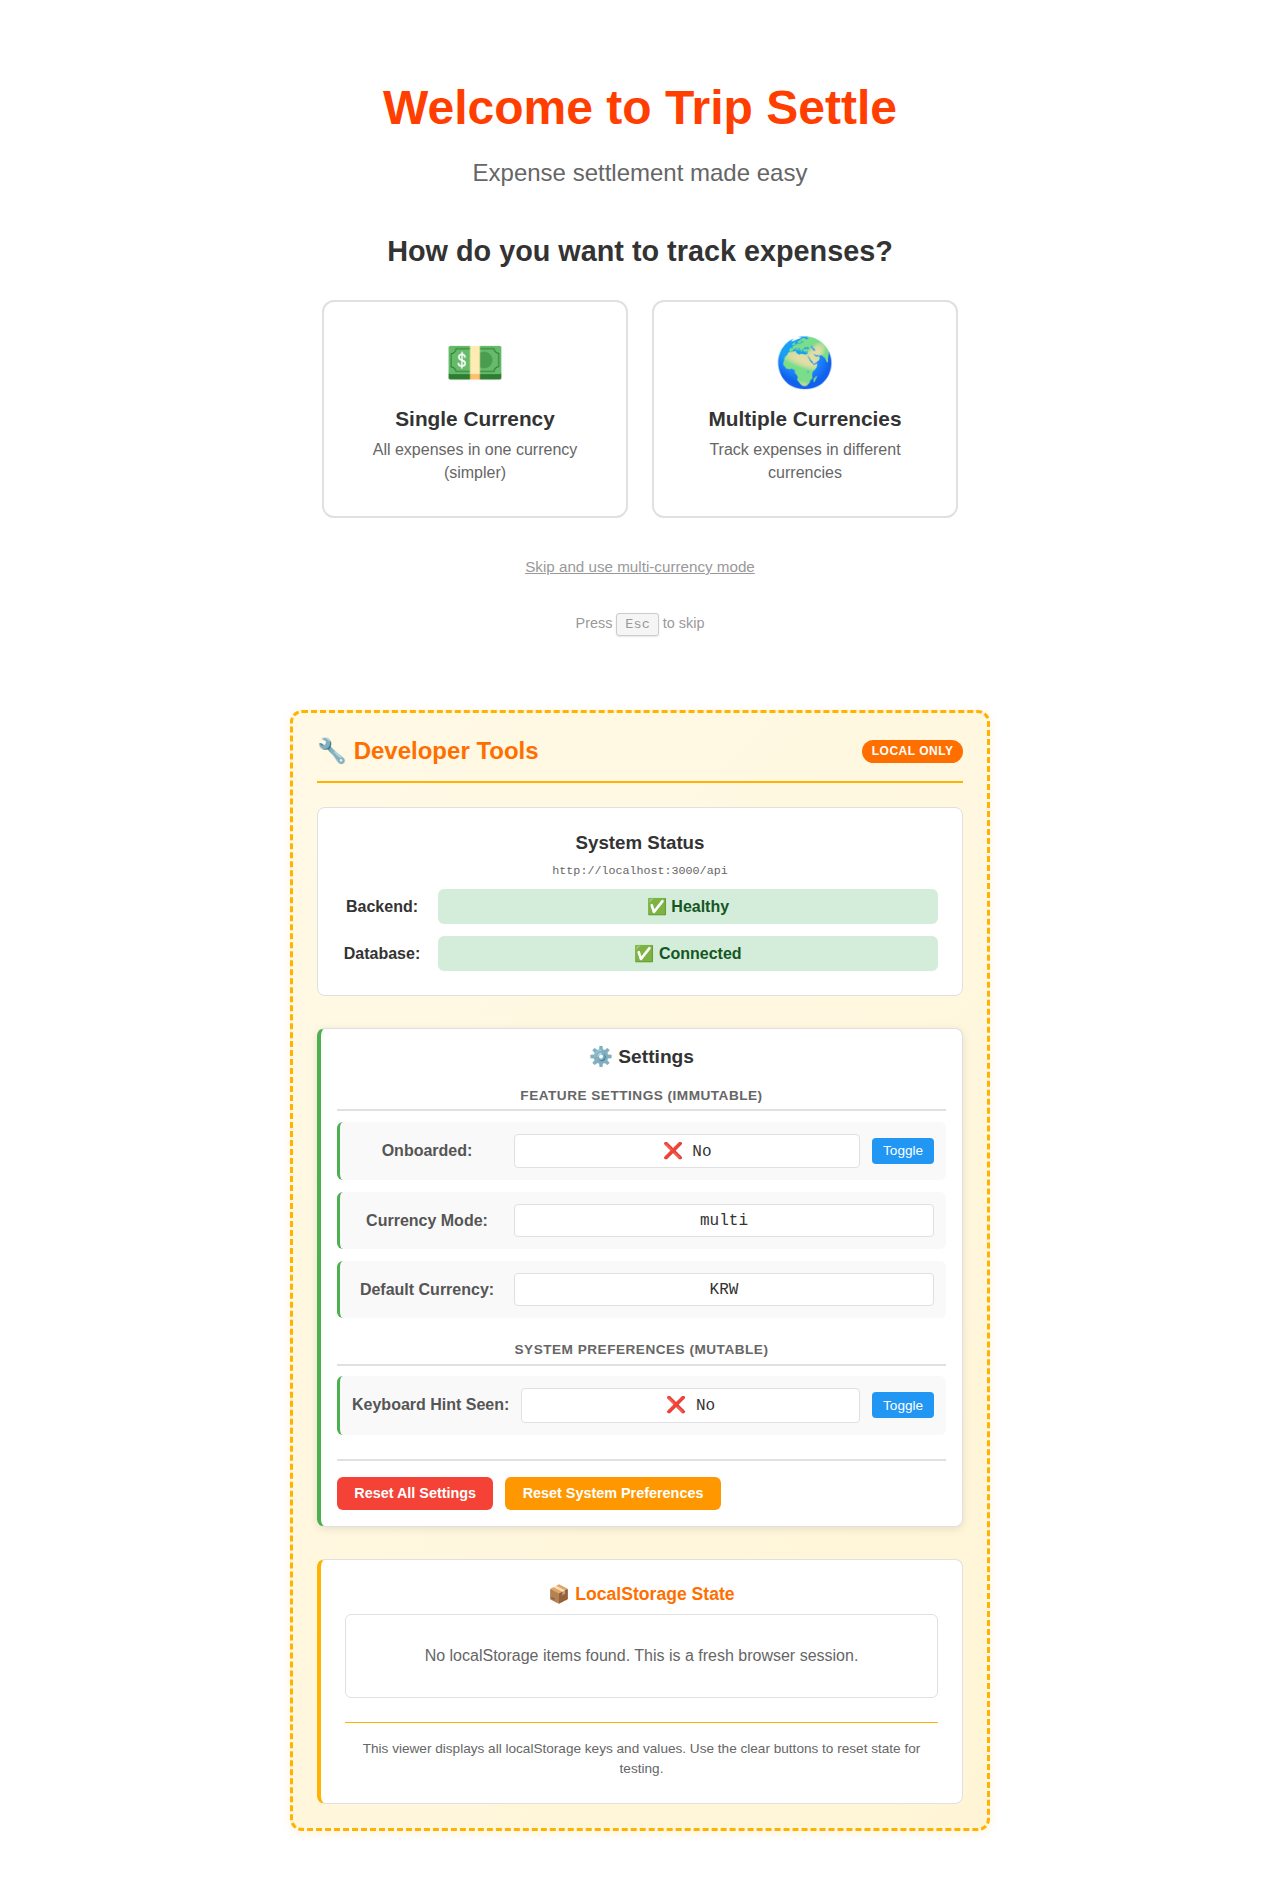 Welcome to Trip Settle
Expense settlement made easy
How do you want to track expenses?
Single Currency
All expenses in one currency
(simpler)
Multiple Currencies
Track expenses in different
currencies
Skip and use multi-currency mode
Press Esc to skip
🔧 Developer Tools
LOCAL ONLY
System Status
http://localhost:3000/api
Backend: ✅ Healthy
Database: ✅ Connected
⚙️ Settings
FEATURE SETTINGS (IMMUTABLE)
Onboarded: ❌ No Toggle
Currency Mode: multi
Default Currency: KRW
SYSTEM PREFERENCES (MUTABLE)
Keyboard Hint Seen: ❌ No Toggle
Reset All Settings Reset System Preferences
📦 LocalStorage State
No localStorage items found. This is a fresh browser session.
This viewer displays all localStorage keys and values. Use the clear buttons to reset state for
testing.